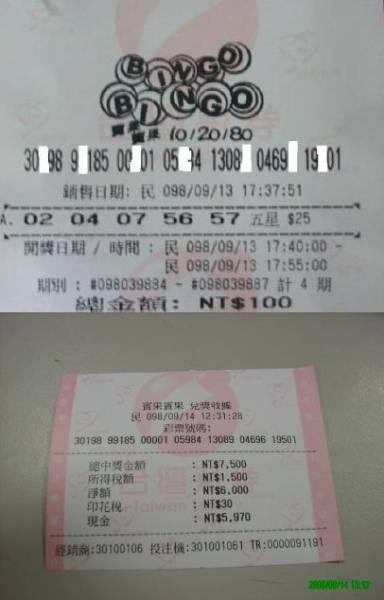 BINGO
BINGO
賓果 賓果 10/20/80
30 98 9 185 00 01 05 84 1308 0469 19 01
銷售日期: 民 098/09/13 17:37:51
A. 02 04 07 56 57 五星 $25
開獎日期 / 時間 : 民 098/09/13 17:40:00 -
民 098/09/13 17:55:00
期別 : #098039884 - #098039887 計 4 期
總金額: NT$100
賓果賓果 兌獎收據
民 098/09/14 12:31:28
彩票號碼:
30198 99185 00001 05984 13089 04696 19501
總中獎金額 : NT$7,500
所得稅額 : NT$1,500
淨額 : NT$6,000
印花稅 : NT$30
現金 : NT$5,970
經銷商:30100106 投注機:301001061 TR:0000091191